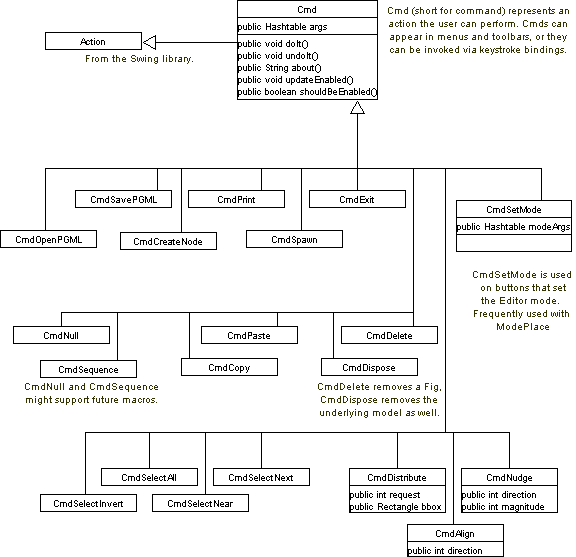 Cmd
public Hashtable args
public void doIt()
public void undoIt()
public String about()
public void updateEnabled()
public boolean shouldBeEnabled()
Cmd (short for command) represents an
action the user can perform. Cmds can
appear in menus and toolbars, or they
can be invoked via keystroke bindings.
Action
From the Swing library.
CmdSavePGML
CmdPrint
CmdExit
CmdOpenPGML
CmdCreateNode
CmdSpawn
CmdSetMode
public Hashtable modeArgs
CmdSetMode is used
on buttons that set
the Editor mode.
Frequently used with
ModePlace
CmdNull
CmdPaste
CmdDelete
CmdSequence
CmdCopy
CmdDispose
CmdNull and CmdSequence
might support future macros.
CmdDelete removes a Fig,
CmdDispose removes the
underlying model as well.
CmdSelectAll
CmdSelectNext
CmdSelectInvert
CmdSelectNear
CmdDistribute
public int request
public Rectangle bbox
CmdNudge
public int direction
public int magnitude
CmdAlign
public int direction